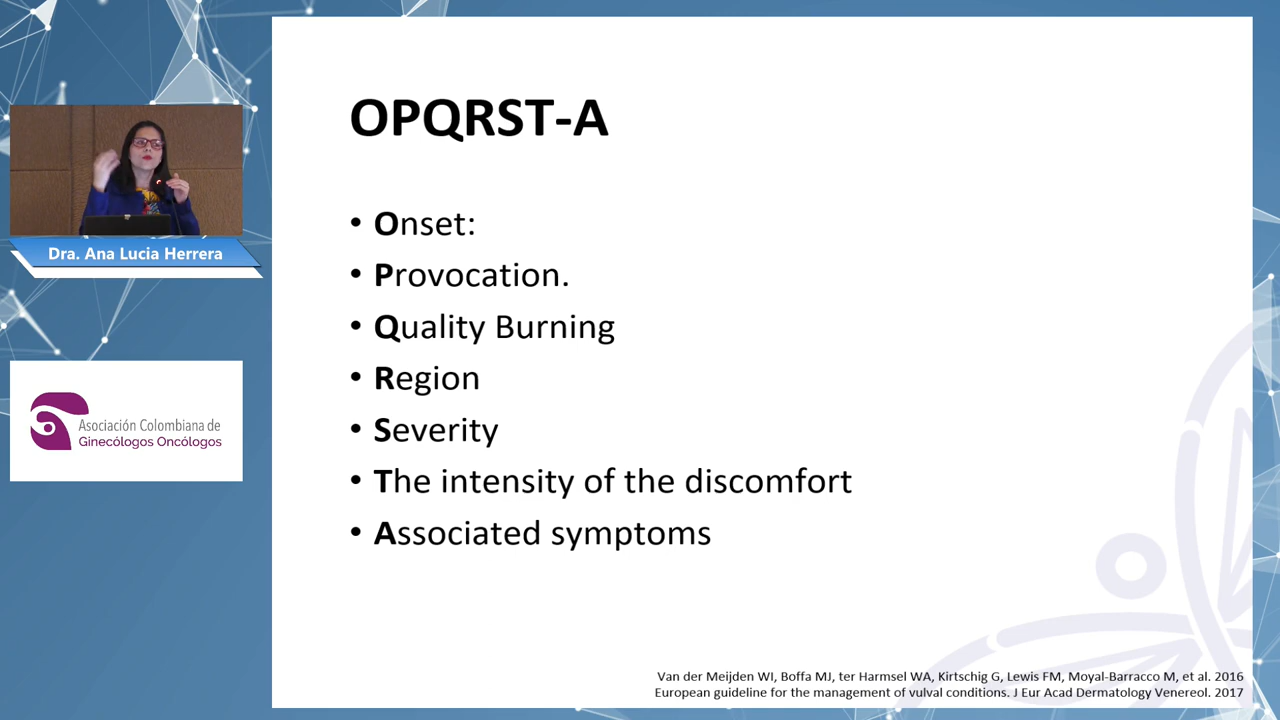 OPQRST-A
• Onset:
• Provocation.
• Quality Burning
• Region
• Severity
• The intensity of the discomfort
• Associated symptoms
Van der Meijden WI, Boffa MJ, ter Harmsel WA, Kirtschig G, Lewis FM, Moyal-Barracco M, et al. 2016
European guideline for the management of vulval conditions. J Eur Acad Dermatology Venereol. 2017
Dra. Ana Lucia Herrera
Asociación Colombiana de
Ginecólogos Oncólogos